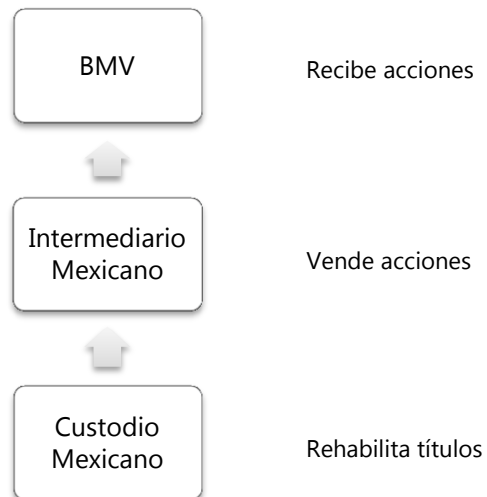 BMV
Recibe acciones
Intermediario
Mexicano
Vende acciones
Custodio
Mexicano
Rehabilita títulos